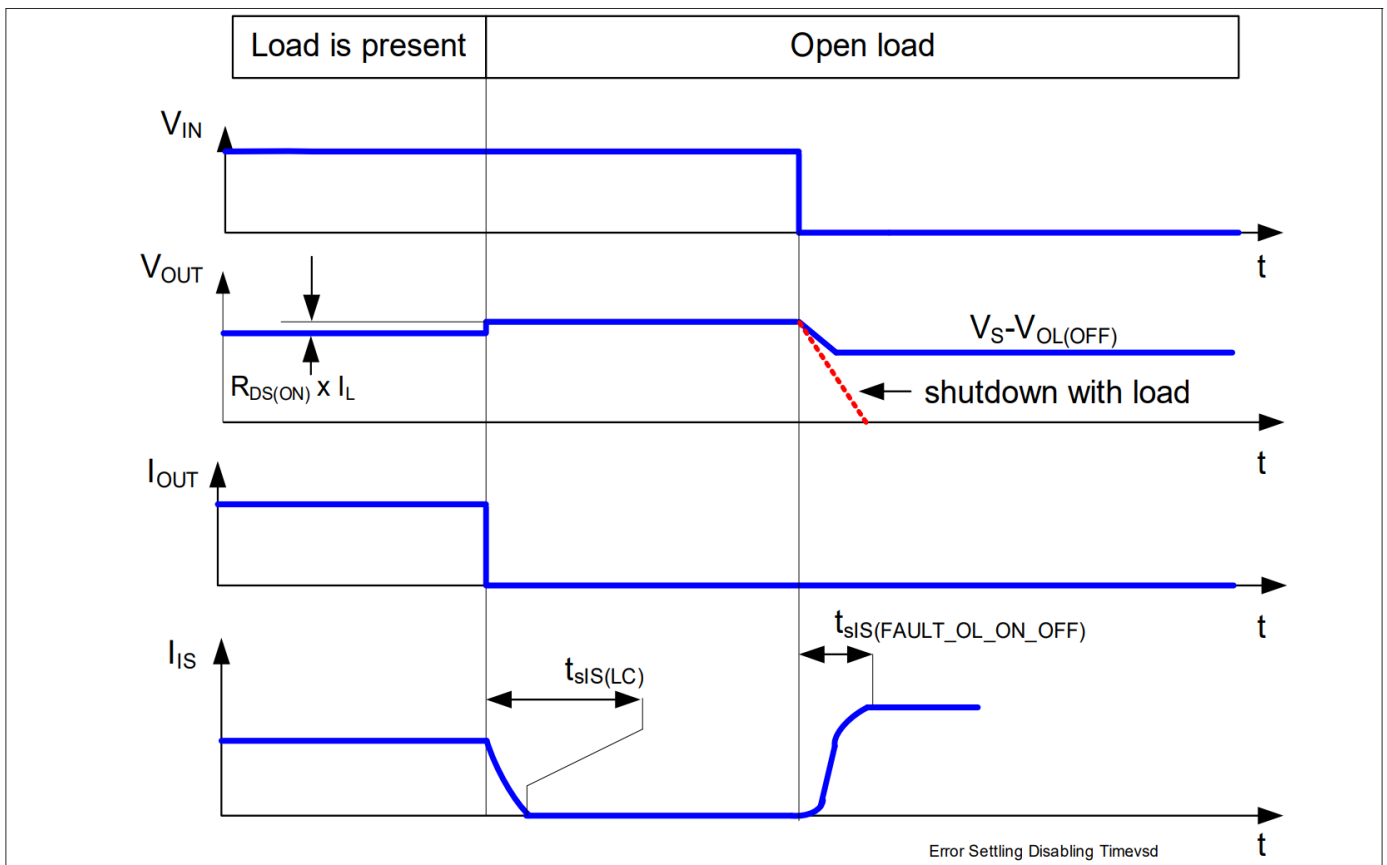 Load is present
Open load
VIN
t
VOUT
VS-VOL(OFF)
RDS(ON) x IL
shutdown with load
t
IOUT
t
tsIS(FAULT_OL_ON_OFF)
IIS
tsIS(LC)
t
Error Settling Disabling Timevsd